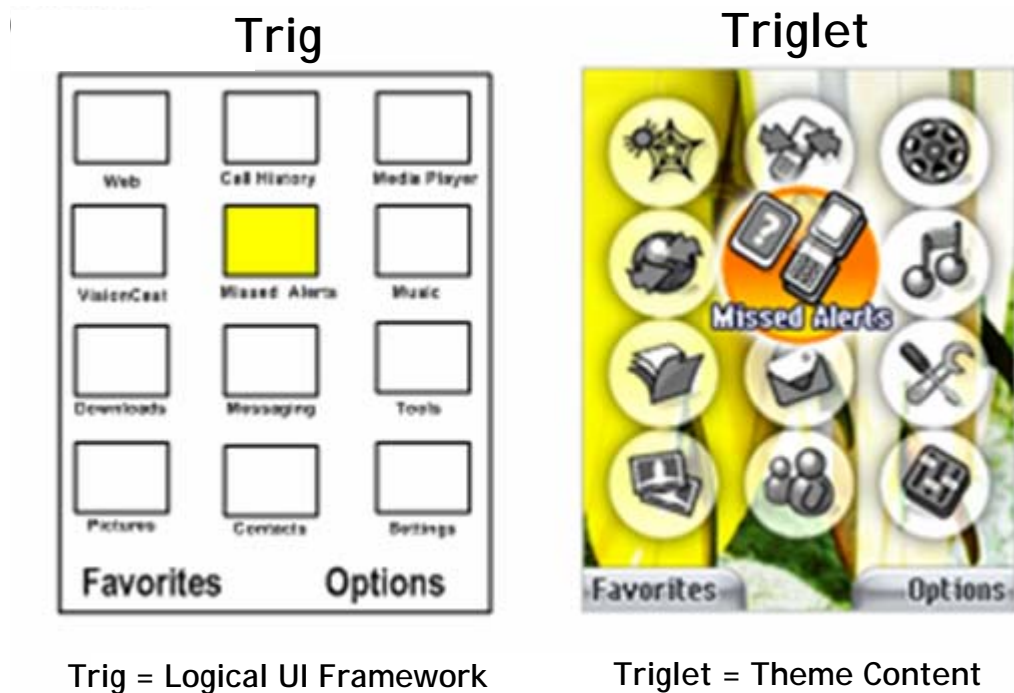 Trig
Triglet
Web
Call History
Media Player
VisionCast
Missed Alerts
Music
Downloads
Messaging
Tools
Pictures
Contacts
Settings
Favorites
Options
Missed Alerts
Favorites
Options
Trig = Logical UI Framework
Triglet = Theme Content